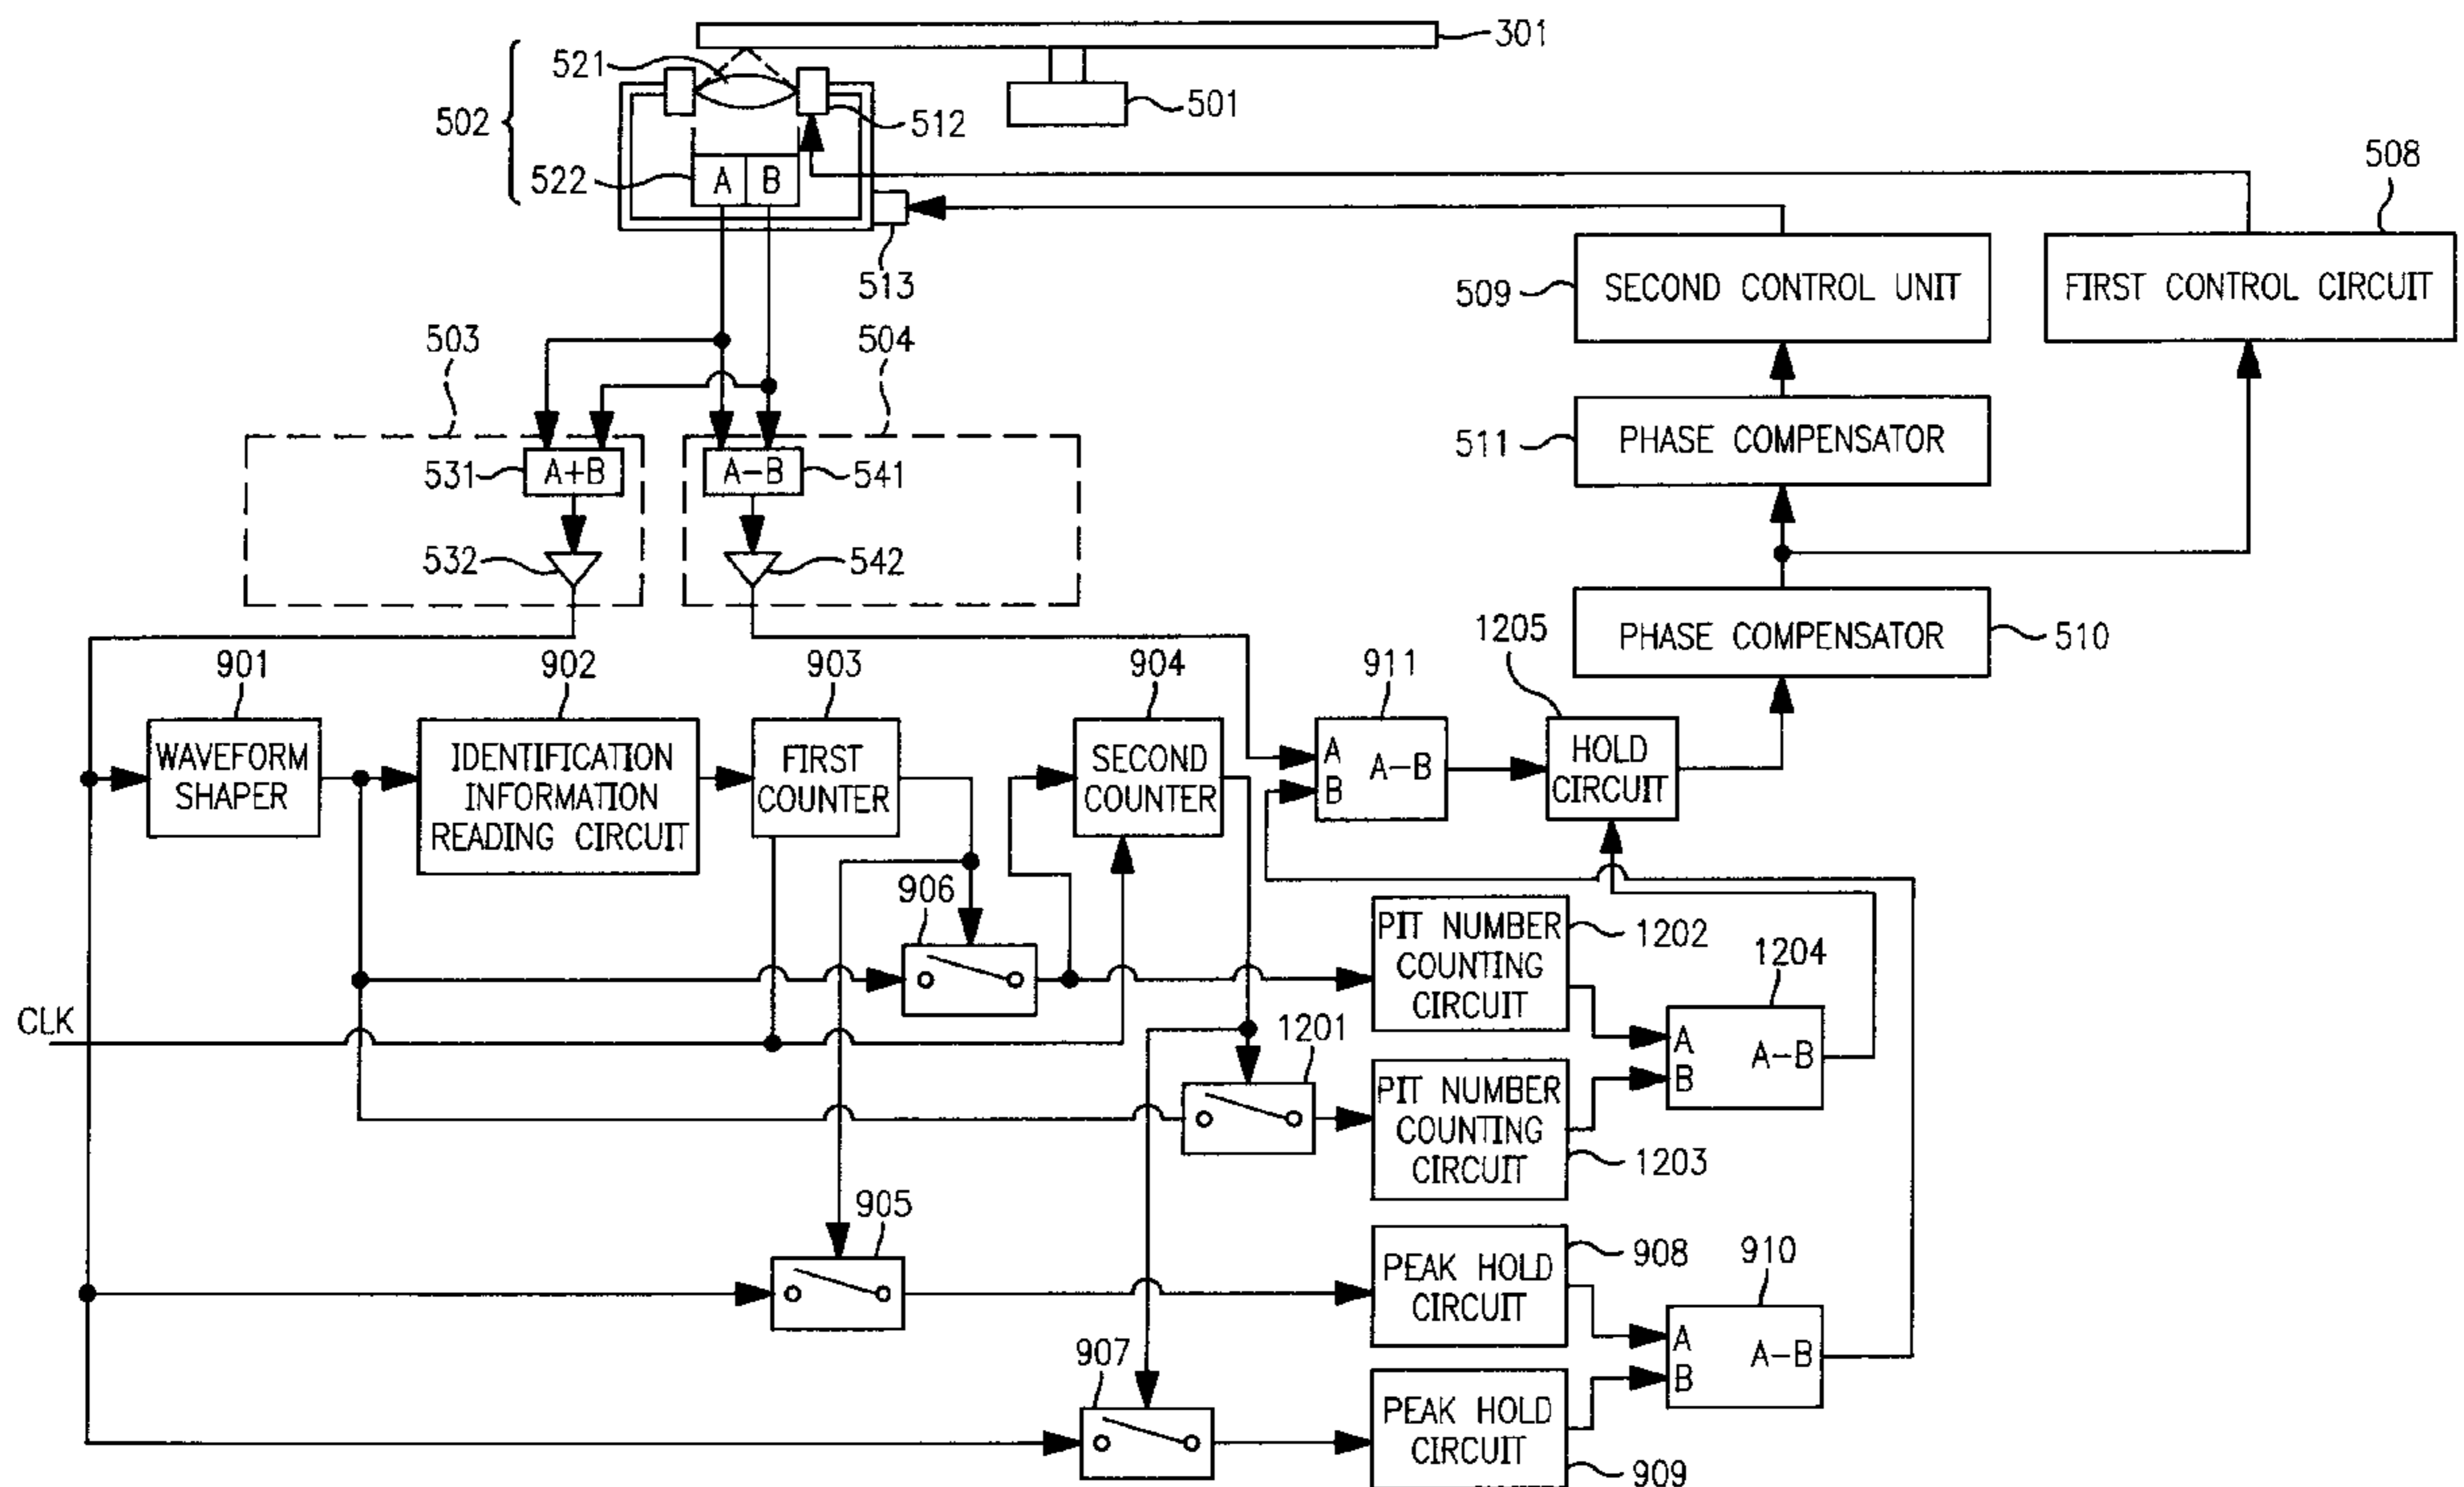 301
521
502
501
512
522
A B
508
513
509
SECOND CONTROL UNIT
FIRST CONTROL CIRCUIT
503
504
511
PHASE COMPENSATOR
531
A+B
A-B
541
532
542
1205
PHASE COMPENSATOR
510
901
902
903
904
911
WAVEFORM
SHAPER
IDENTIFICATION
INFORMATION
READING CIRCUIT
FIRST
COUNTER
SECOND
COUNTER
A
B
A-B
HOLD
CIRCUIT
906
PIT NUMBER
COUNTING
CIRCUIT
1202
1204
CLK
1201
A
B
A-B
PIT NUMBER
COUNTING
CIRCUIT
1203
905
PEAK HOLD
CIRCUIT
908
910
A
B
A-B
907
PEAK HOLD
CIRCUIT
909